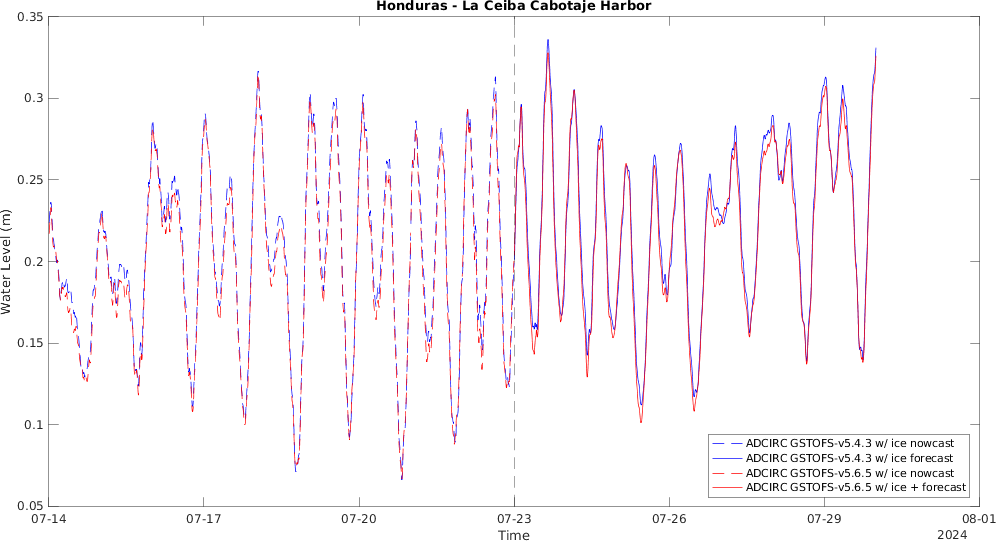 Honduras - La Ceiba Cabotaje Harbor
0.35
0.3
0.25
0.2
0.15
0.1
0.05
Water Level (m)
ADCIRC GSTOFS-v5.4.3 w/ ice nowcast
ADCIRC GSTOFS-v5.4.3 w/ ice forecast
ADCIRC GSTOFS-v5.6.5 w/ ice nowcast
ADCIRC GSTOFS-v5.6.5 w/ ice + forecast
07-14 07-17 07-20 07-23 07-26 07-29 08-01
Time
2024